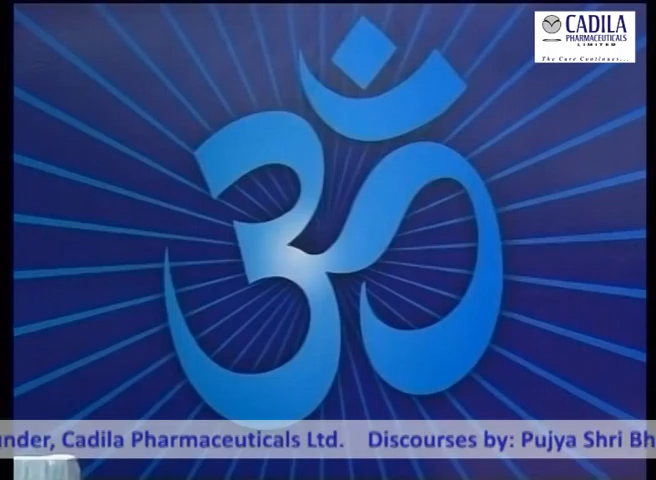 CADILA
PHARMACEUTICALS
LIMITED
The Care Continues...
ॐ
under, Cadila Pharmaceuticals Ltd. Discourses by: Pujya Shri Bh